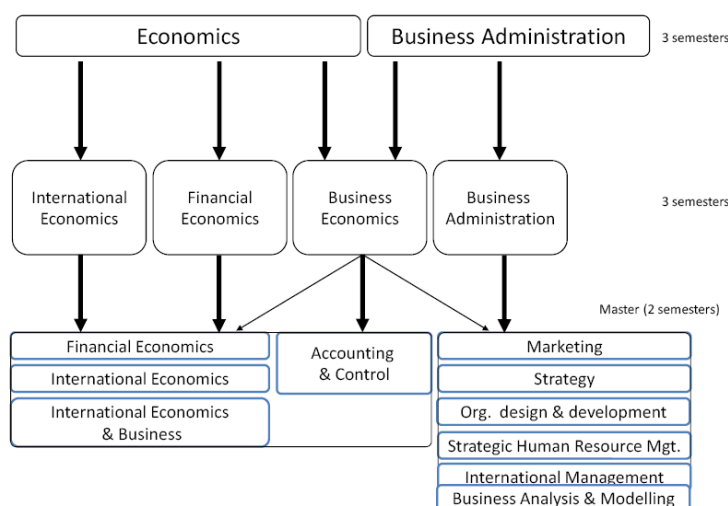 Economics
Business Administration
3 semesters
International
Economics
Financial
Economics
Business
Economics
Business
Administration
3 semesters
Master (2 semesters)
Financial Economics
International Economics
International Economics
& Business
Accounting
& Control
Marketing
Strategy
Org. design & development
Strategic Human Resource Mgt.
International Management
Business Analysis & Modelling